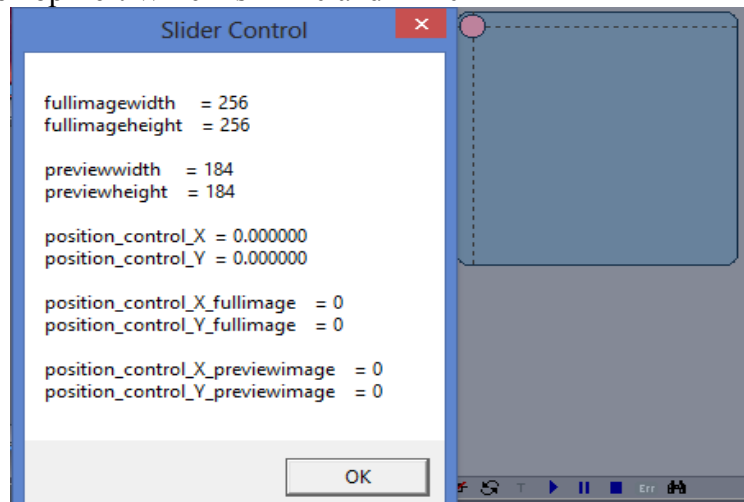 Slider Control
fullimagewidth = 256
fullimageheight = 256
previewwidth = 184
previewheight = 184
position_control_X = 0.000000
position_control_Y = 0.000000
position_control_X_fullimage = 0
position_control_Y_fullimage = 0
position_control_X_previewimage = 0
position_control_Y_previewimage = 0
OK
T
Err